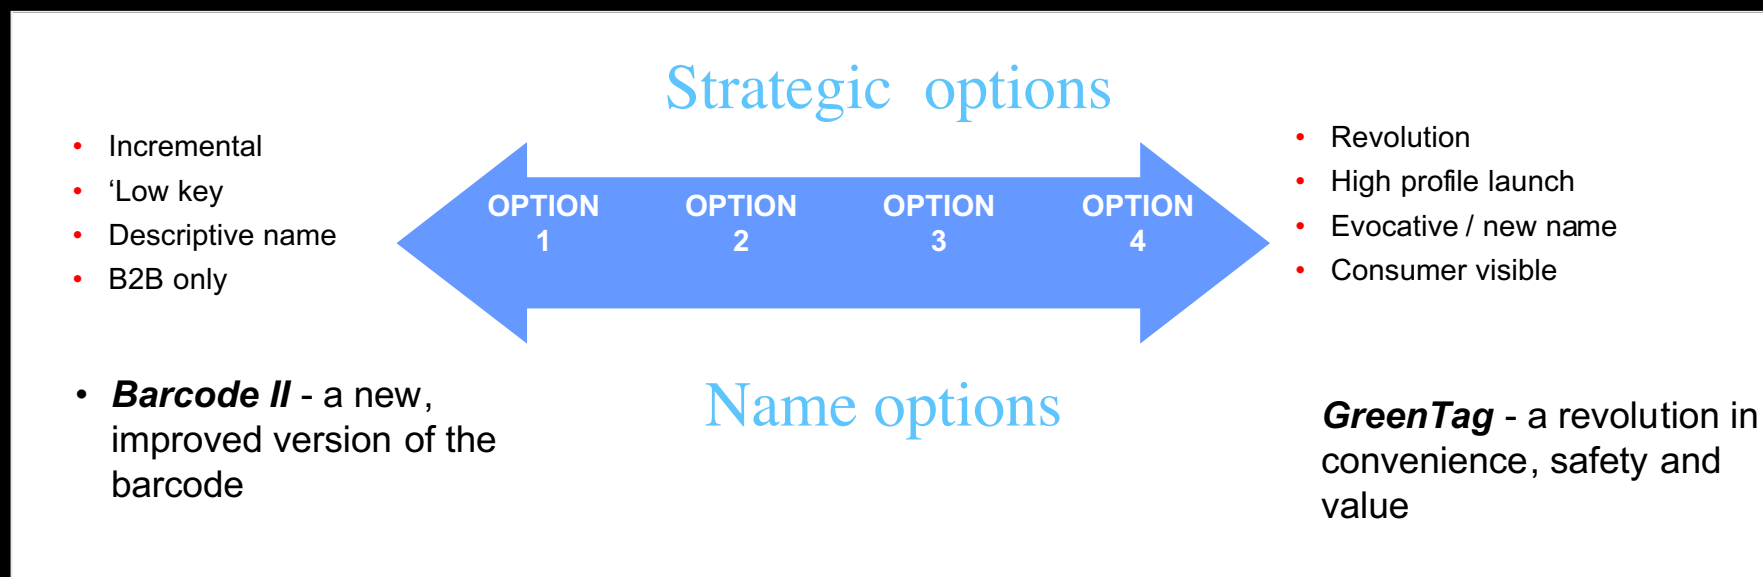 Strategic options
• Incremental
• ‘Low key
• Descriptive name
• B2B only
OPTION 1
OPTION 2
OPTION 3
OPTION 4
• Revolution
• High profile launch
• Evocative / new name
• Consumer visible
Name options
• Barcode II - a new,
improved version of the
barcode
GreenTag - a revolution in
convenience, safety and
value